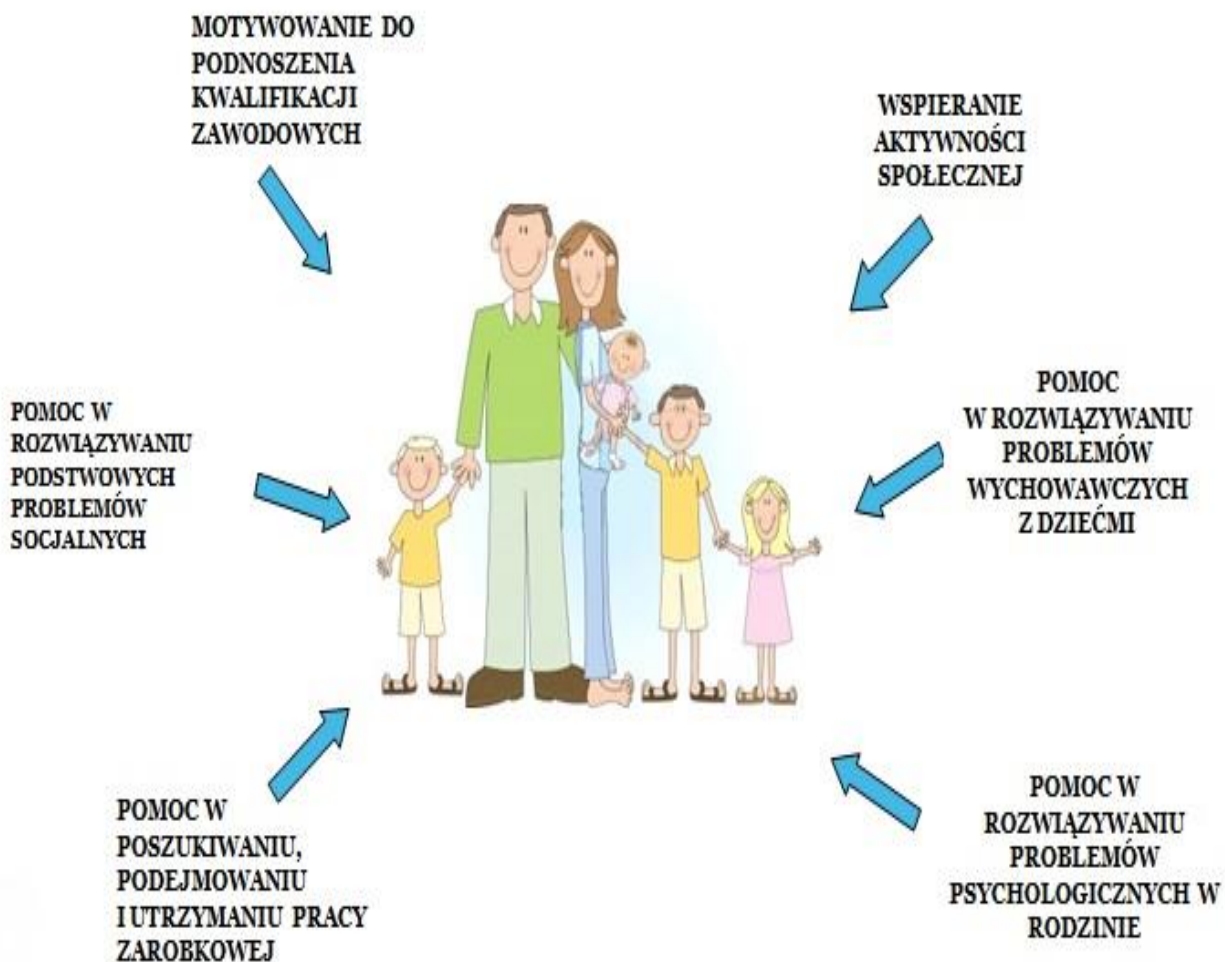 MOTYWOWANIE DO
PODNOSZENIA
KWALIFIKACJI
ZAWODOWYCH
WSPIERANIE
AKTYWNOŚCI
SPOŁECZNEJ
POMOC W
ROZWIĄZYWANIU
PODSTWOWYCH
PROBLEMÓW
SOCJALNYCH
POMOC
W ROZWIĄZYWANIU
PROBLEMÓW
WYCHOWAWCZYCH
Z DZIEĆMI
POMOC W
POSZUKIWANIU,
PODEJMOWANIU
I UTRZYMANIU PRACY
ZAROBKOWEJ
POMOC W
ROZWIĄZYWANIU
PROBLEMÓW
PSYCHOLOGICZNYCH W
RODZINIE